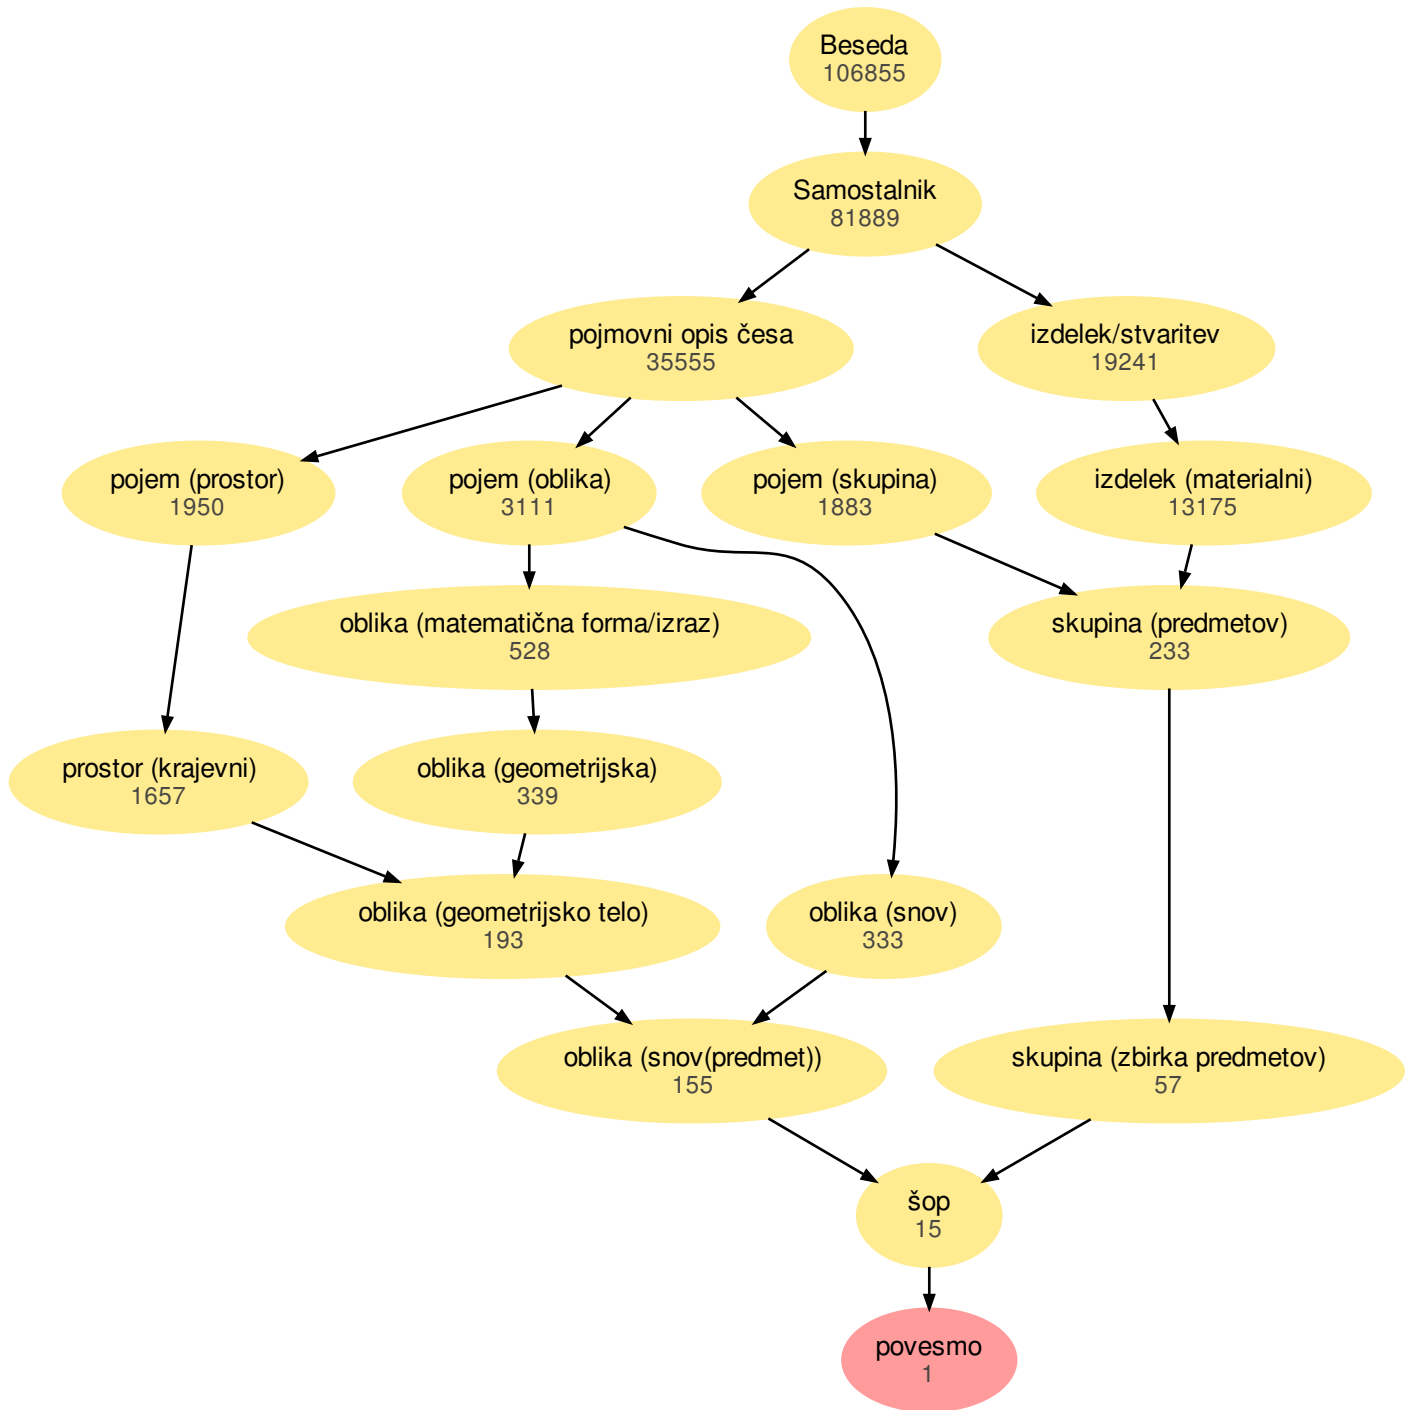 Beseda
106855
Samostalnik
81889
pojmovni opis česa
35555
izdelek/stvaritev
19241
pojem (prostor)
1950
pojem (oblika)
3111
pojem (skupina)
1883
izdelek (materialni)
13175
oblika (matematična forma/izraz)
528
skupina (predmetov)
233
prostor (krajevni)
1657
oblika (geometrijska)
339
oblika (geometrijsko telo)
193
oblika (snov)
333
oblika (snov(predmet))
155
skupina (zbirka predmetov)
57
šop
15
povesmo
1